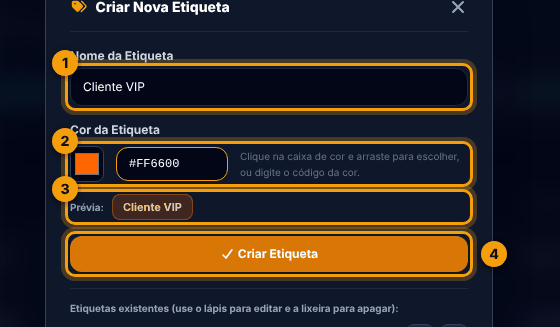 Criar Nova Etiqueta
1
Nome da Etiqueta
Cliente VIP
Cor da Etiqueta
2
#FF6600
Clique na caixa de cor e arraste para escolher,
ou digite o código da cor.
3
Prévia:
Cliente VIP
Criar Etiqueta
4
Etiquetas existentes (use o lápis para editar e a lixeira para apagar):